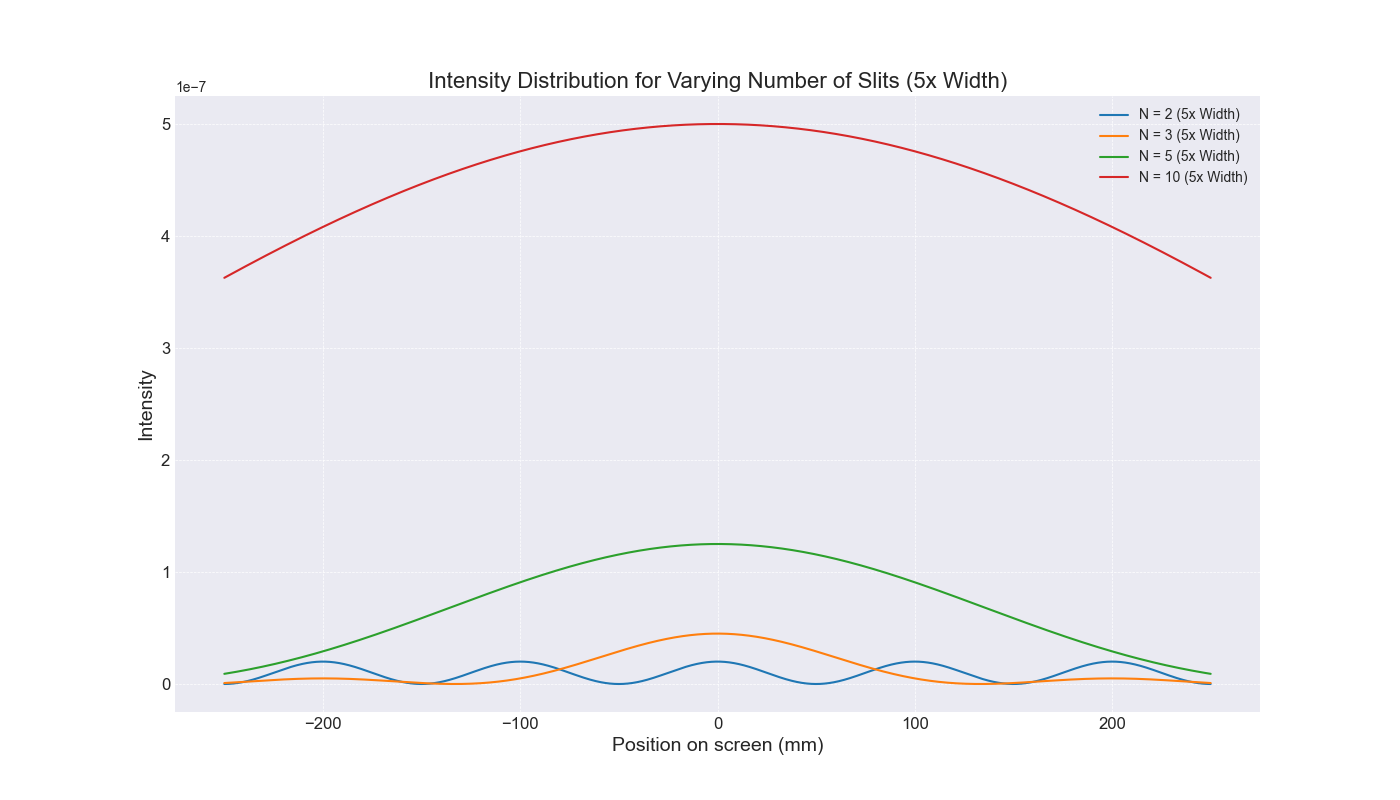 Intensity Distribution for Varying Number of Slits (5x Width)
1e−7
N = 2 (5x Width)
N = 3 (5x Width)
N = 5 (5x Width)
N = 10 (5x Width)
5
4
3
2
1
0
Intensity
−200 −100 0 100 200
Position on screen (mm)